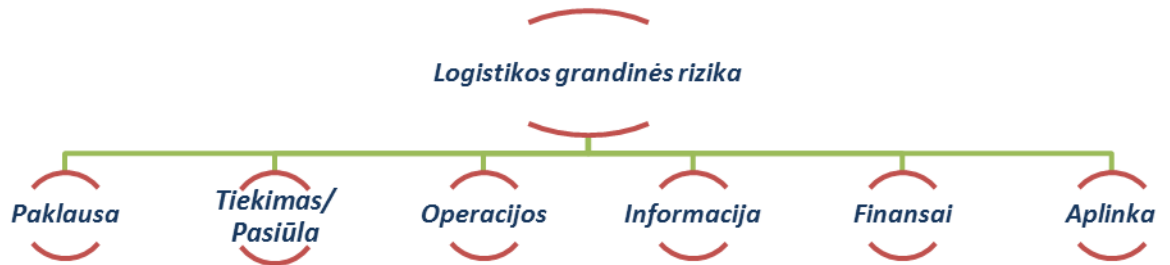 Logistikos grandinės rizika
Paklausa
Tiekimas/
Pasiūla
Operacijos
Informacija
Finansai
Aplinka